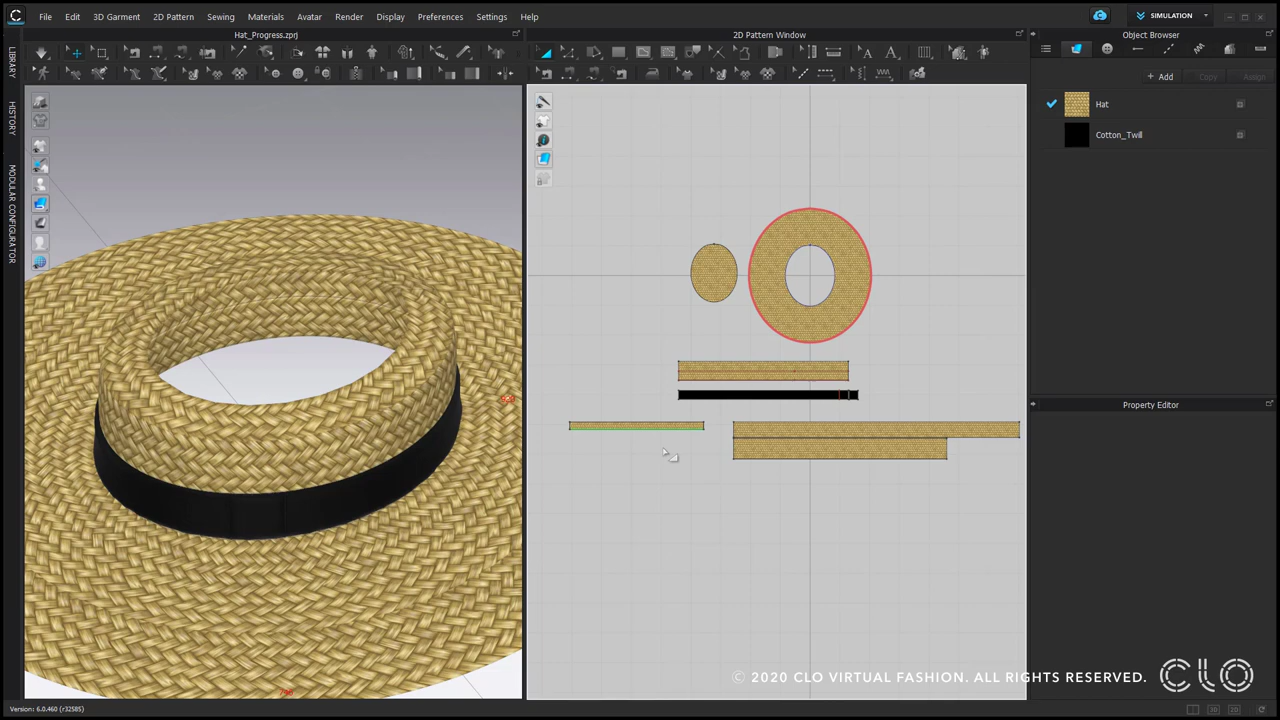 C File Edit 3D Garment 2D Pattern Sewing Materials Avatar Render Display Preferences Settings Help SIMULATION
Hat_Progress.zprj
2D Pattern Window
Object Browser
LIBRARY
HISTORY
MODULAR CONFIGURATOR
+ Add Copy Assign
Hat
Cotton_Twill
Property Editor
© 2020 CLO VIRTUAL FASHION. ALL RIGHTS RESERVED. CLO
Version: 6.0.460 (r32585)
3D 2D